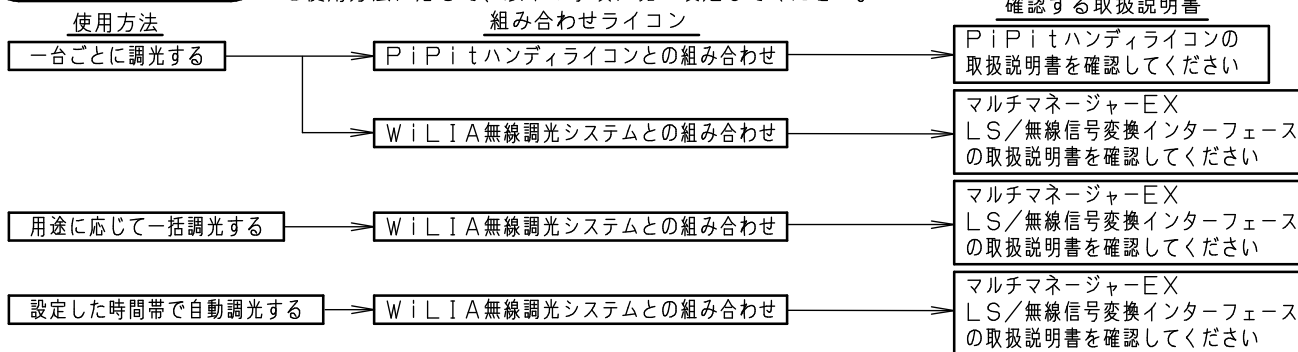 確認する取扱説明書
使用方法
組み合わせライコン
一台ごとに調光する
PiPitハンディライコンとの組み合わせ
PiPitハンディライコンの
取扱説明書を確認してください
WiLIA無線調光システムとの組み合わせ
マルチマネージャーEX
LS/無線信号変換インターフェース
の取扱説明書を確認してください
用途に応じて一括調光する
WiLIA無線調光システムとの組み合わせ
マルチマネージャーEX
LS/無線信号変換インターフェース
の取扱説明書を確認してください
設定した時間帯で自動調光する
WiLIA無線調光システムとの組み合わせ
マルチマネージャーEX
LS/無線信号変換インターフェース
の取扱説明書を確認してください